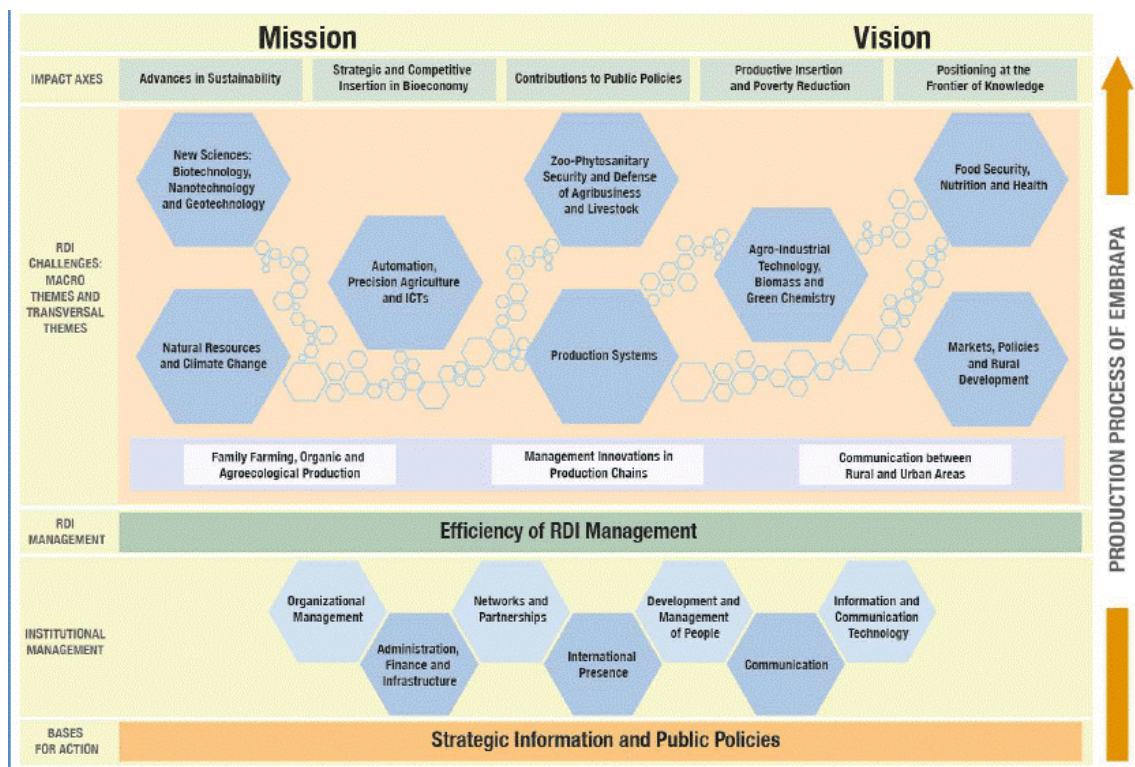 Mission
Vision
IMPACT AXES
Advances in Sustainability
Strategic and Competitive
Insertion in Bioeconomy
Contributions to Public Policies
Productive Insertion
and Poverty Reduction
Positioning at the
Frontier of Knowledge
RDI
CHALLENGES:
MACRO
THEMES AND
TRANSVERSAL
THEMES
New Sciences:
Biotechnology,
Nanotechnology
and Geotechnology
Zoo-Phytosanitary
Security and Defense
of Agribusiness
and Livestock
Food Security,
Nutrition and Health
Automation,
Precision Agriculture
and ICTs
Agro-Industrial
Technology,
Biomass and
Green Chemistry
Natural Resources
and Climate Change
Production Systems
Markets, Policies
and Rural
Development
Family Farming, Organic and
Agroecological Production
Management Innovations in
Production Chains
Communication between
Rural and Urban Areas
RDI
MANAGEMENT
Efficiency of RDI Management
INSTITUTIONAL
MANAGEMENT
Organizational
Management
Networks and
Partnerships
Development and
Management
of People
Information and
Communication
Technology
Administration,
Finance and
Infrastructure
International
Presence
Communication
BASES
FOR ACTION
Strategic Information and Public Policies
PRODUCTION PROCESS OF EMBRAPA